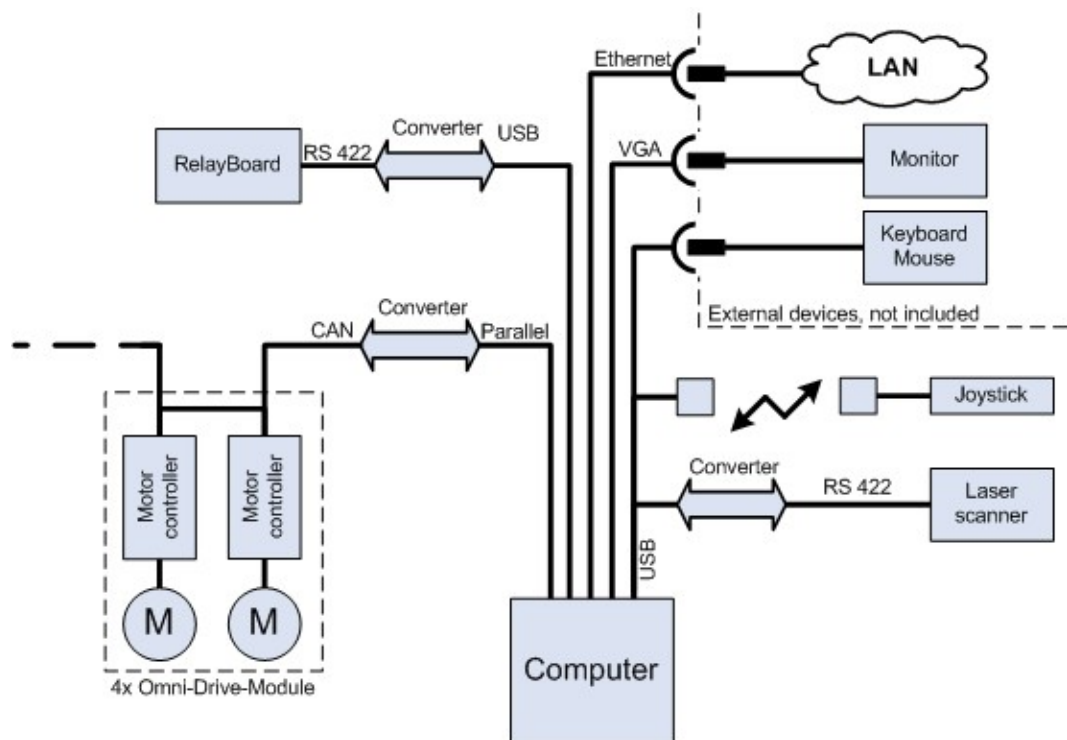 Ethernet
LAN
Converter
USB
RS 422
RelayBoard
VGA
Monitor
Keyboard
Mouse
External devices, not included
Converter
CAN
Parallel
Joystick
Motor
controller
Motor
controller
Converter
RS 422
Laser
scanner
USB
M
M
4x Omni-Drive-Module
Computer